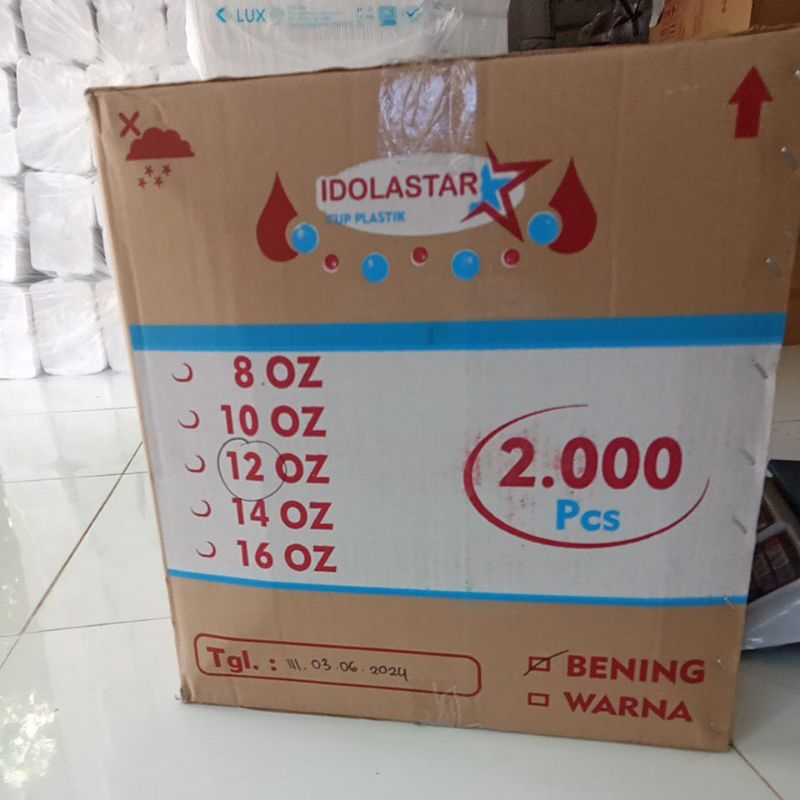 LUX
IDOLASTAR
CUP PLASTIK
8 OZ
10 OZ
12 OZ
14 OZ
16 OZ
2.000
Pcs
Tgl. : III. 03.06.2024
BENING
WARNA